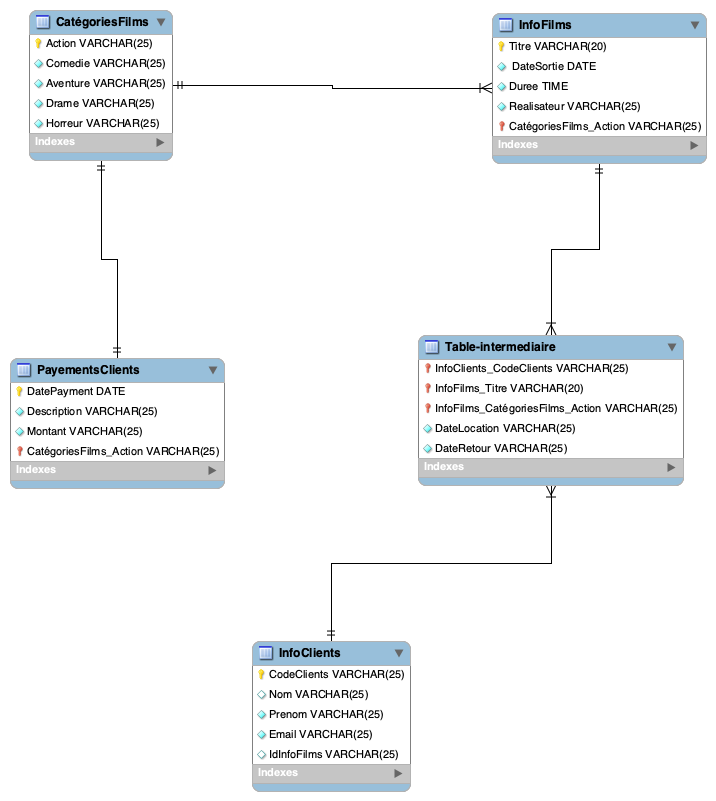 CatégoriesFilms
Action VARCHAR(25)
Comedie VARCHAR(25)
Aventure VARCHAR(25)
Drame VARCHAR(25)
Horreur VARCHAR(25)
Indexes
InfoFilms
Titre VARCHAR(20)
DateSortie DATE
Duree TIME
Realisateur VARCHAR(25)
CatégoriesFilms_Action VARCHAR(25)
Indexes
PayementsClients
DatePayment DATE
Description VARCHAR(25)
Montant VARCHAR(25)
CatégoriesFilms_Action VARCHAR(25)
Indexes
Table-intermediaire
InfoClients_CodeClients VARCHAR(25)
InfoFilms_Titre VARCHAR(20)
InfoFilms_CatégoriesFilms_Action VARCHAR(25)
DateLocation VARCHAR(25)
DateRetour VARCHAR(25)
Indexes
InfoClients
CodeClients VARCHAR(25)
Nom VARCHAR(25)
Prenom VARCHAR(25)
Email VARCHAR(25)
IdInfoFilms VARCHAR(25)
Indexes